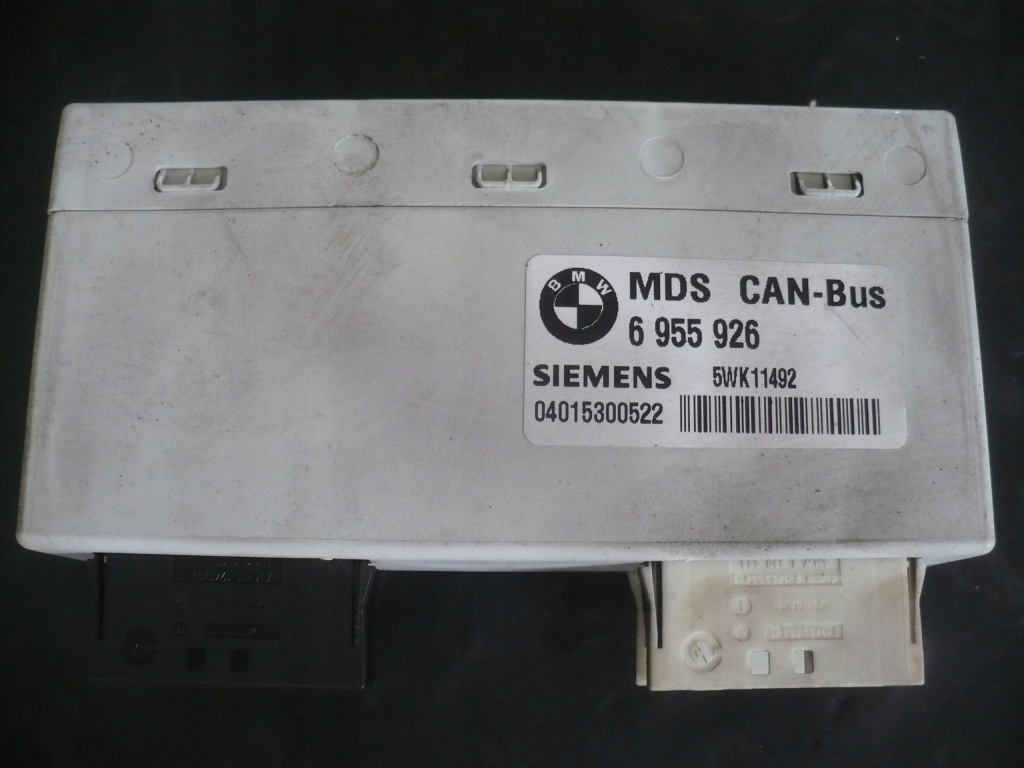 BMW
MDS CAN-Bus
6 955 926
SIEMENS 5WK11492
04015300522